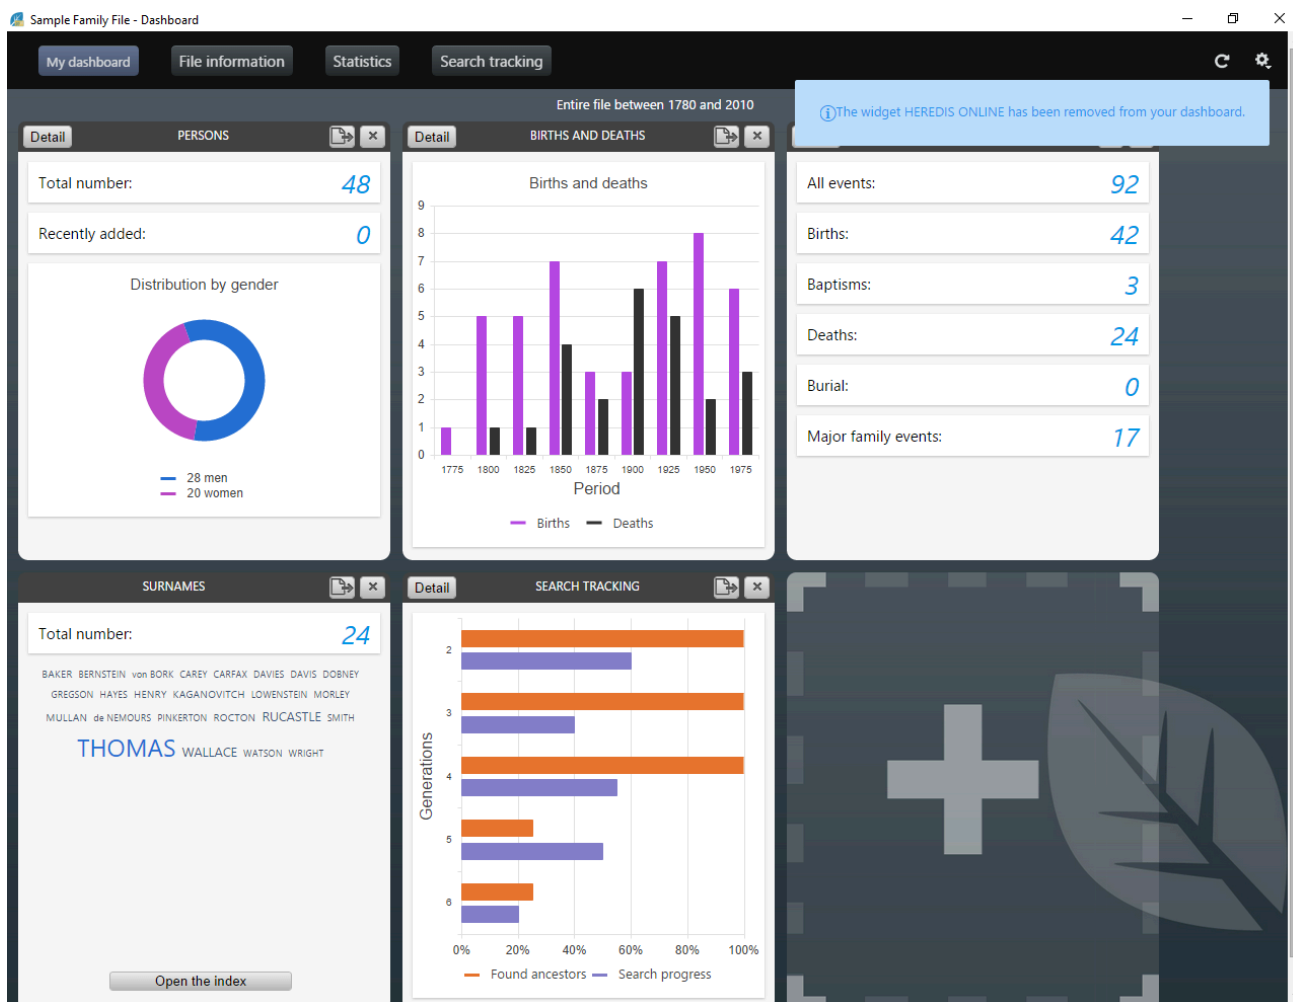 Sample Family File - Dashboard
My dashboard File information Statistics Search tracking
Entire file between 1780 and 2010
The widget HEREDIS ONLINE has been removed from your dashboard.
Detail PERSONS
Total number: 48
Recently added: 0
Distribution by gender
28 men
20 women
Detail BIRTHS AND DEATHS
Births and deaths
9
8
7
6
5
4
3
2
1
0
1775 1800 1825 1850 1875 1900 1925 1950 1975
Period
Births Deaths
All events: 92
Births: 42
Baptisms: 3
Deaths: 24
Burial: 0
Major family events: 17
SURNAMES
Total number: 24
BAKER BERNSTEIN von BORK CAREY CARFAX DAVIES DAVIS DOBNEY
GREGSON HAYES HENRY KAGANOVITCH LOWENSTEIN MORLEY
MULLAN de NEMOURS PINKERTON ROCTON RUCASTLE SMITH
THOMAS WALLACE WATSON WRIGHT
Open the index
Detail SEARCH TRACKING
Generations
2
3
4
5
6
0% 20% 40% 60% 80% 100%
Found ancestors Search progress